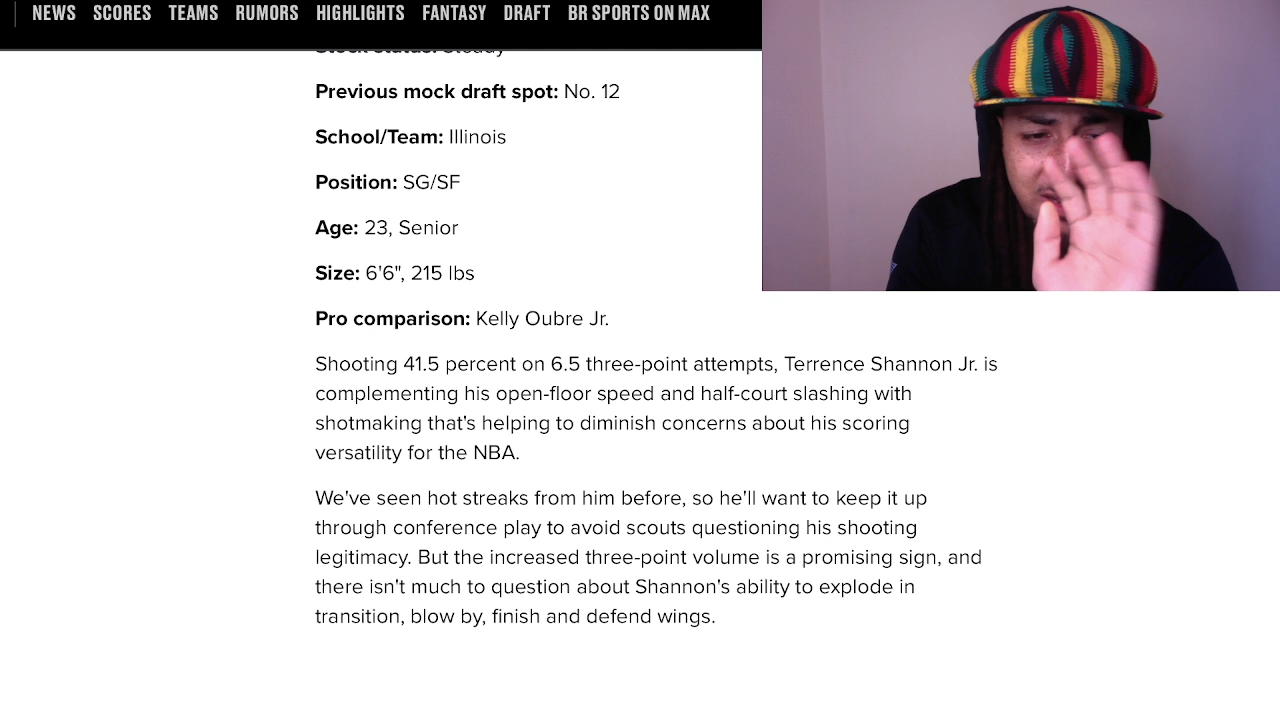 NEWS SCORES TEAMS RUMORS HIGHLIGHTS FANTASY DRAFT BR SPORTS ON MAX
Stock status: Steady
Previous mock draft spot: No. 12
School/Team: Illinois
Position: SG/SF
Age: 23, Senior
Size: 6'6", 215 lbs
Pro comparison: Kelly Oubre Jr.
Shooting 41.5 percent on 6.5 three-point attempts, Terrence Shannon Jr. is
complementing his open-floor speed and half-court slashing with
shotmaking that's helping to diminish concerns about his scoring
versatility for the NBA.
We've seen hot streaks from him before, so he'll want to keep it up
through conference play to avoid scouts questioning his shooting
legitimacy. But the increased three-point volume is a promising sign, and
there isn't much to question about Shannon's ability to explode in
transition, blow by, finish and defend wings.